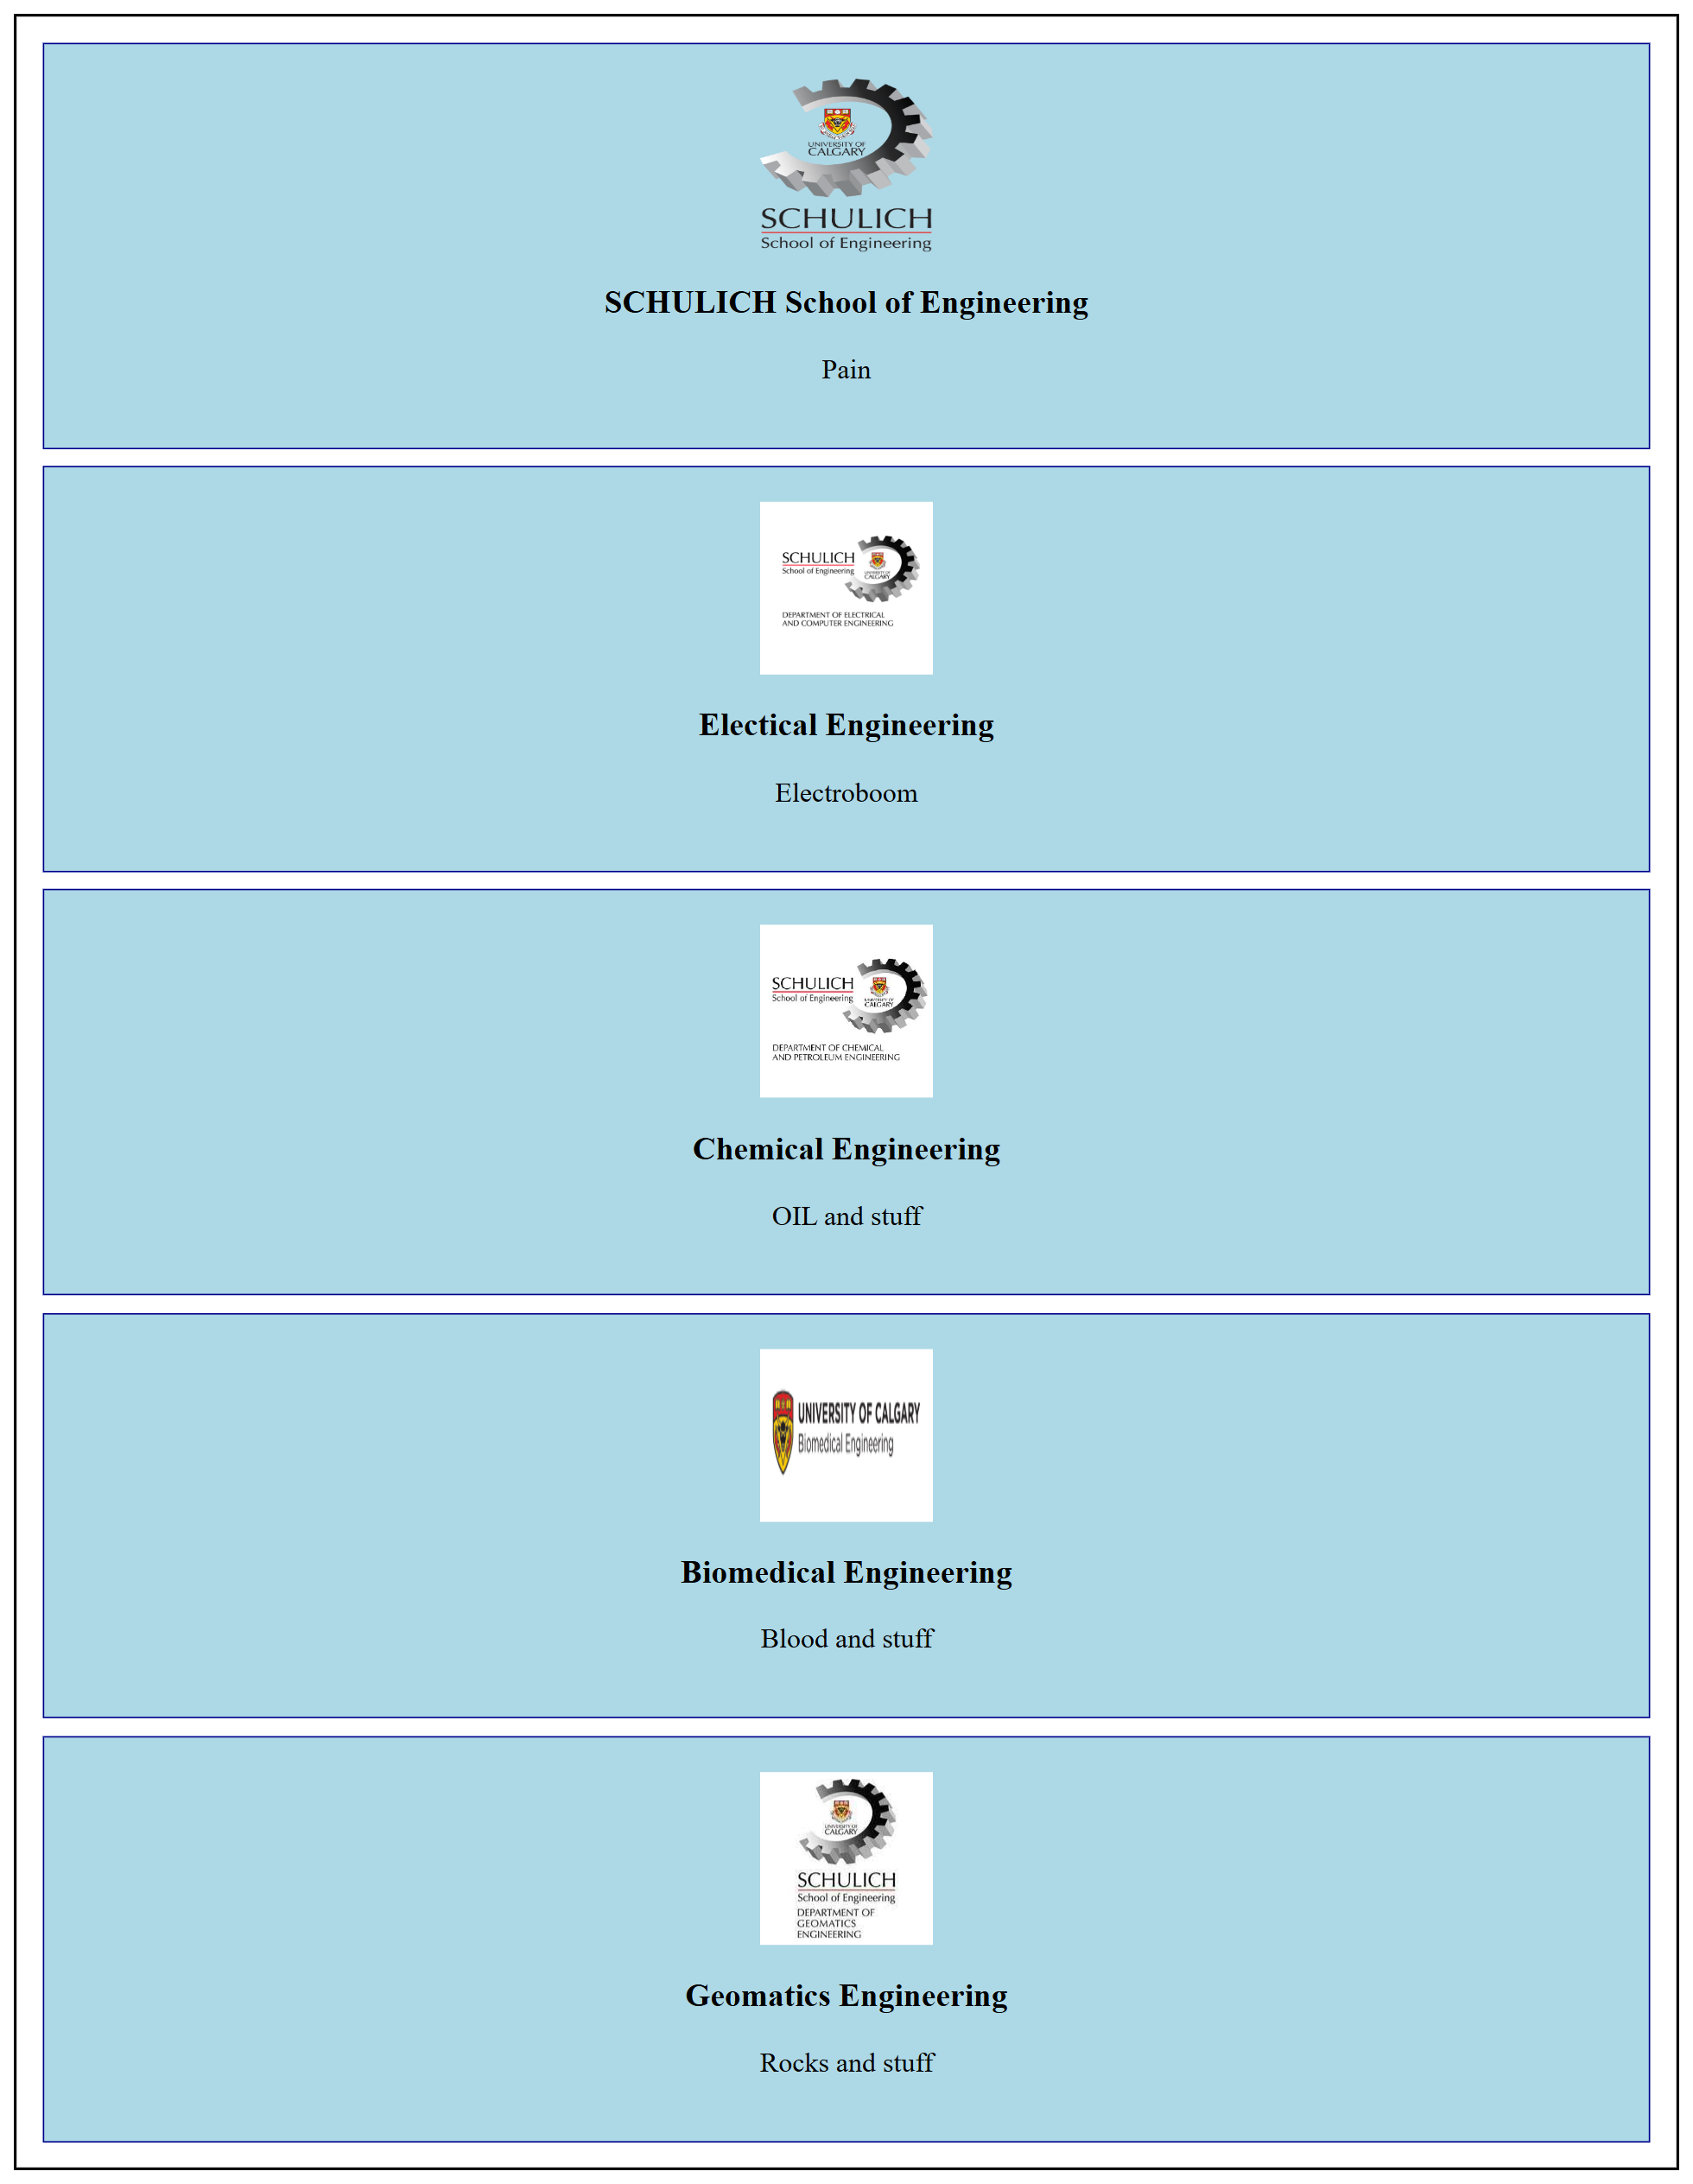 UNIVERSITY OF
CALGARY
SCHULICH
School of Engineering
SCHULICH School of Engineering
Pain
SCHULICH
School of Engineering
UNIVERSITY OF
CALGARY
DEPARTMENT OF ELECTRICAL
AND COMPUTER ENGINEERING
Electical Engineering
Electroboom
SCHULICH
School of Engineering
UNIVERSITY OF
CALGARY
DEPARTMENT OF CHEMICAL
AND PETROLEUM ENGINEERING
Chemical Engineering
OIL and stuff
UNIVERSITY OF CALGARY
Biomedical Engineering
Biomedical Engineering
Blood and stuff
UNIVERSITY OF
CALGARY
SCHULICH
School of Engineering
DEPARTMENT OF
GEOMATICS
ENGINEERING
Geomatics Engineering
Rocks and stuff